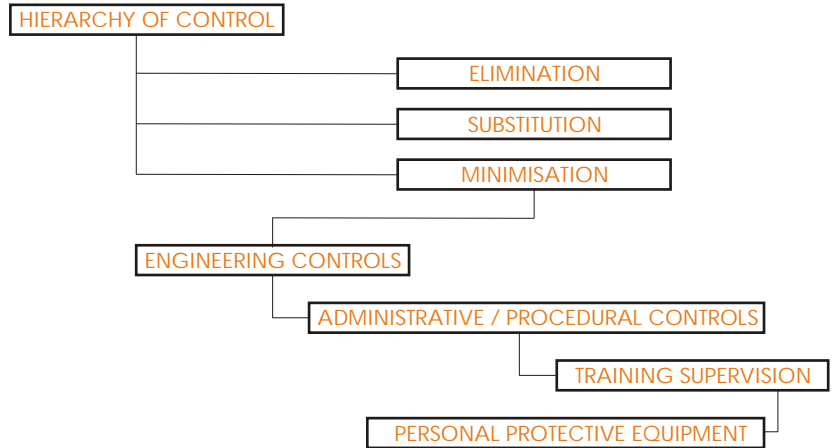 HIERARCHY OF CONTROL
ELIMINATION
SUBSTITUTION
MINIMISATION
ENGINEERING CONTROLS
ADMINISTRATIVE / PROCEDURAL CONTROLS
TRAINING SUPERVISION
PERSONAL PROTECTIVE EQUIPMENT